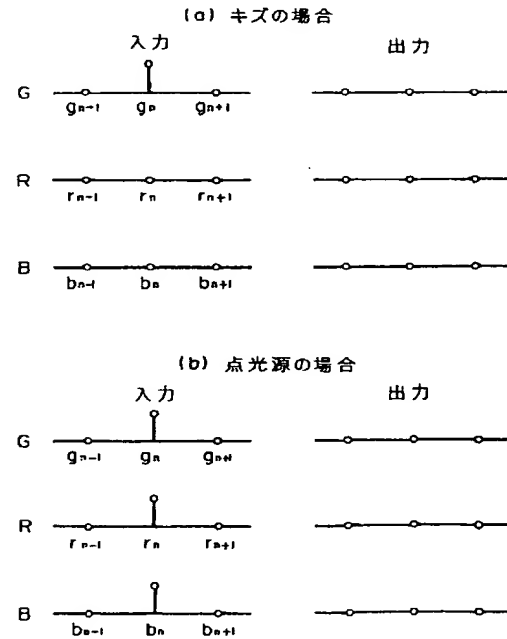 (a) キズの場合
入力 出力
G
gn-1 gn gn+1
R
rn-1 rn rn+1
B
bn-1 bn bn+1
(b) 点光源の場合
入力 出力
G
gn-1 gn gn+1
R
rn-1 rn rn+1
B
bn-1 bn bn+1